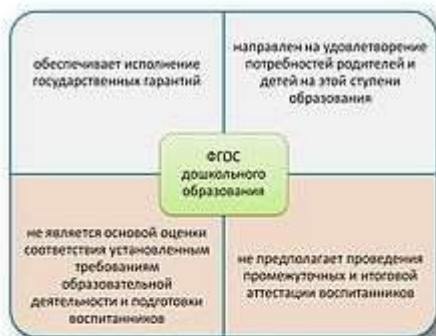 обеспечивает исполнение
государственных гарантий
направлен на удовлетворение
потребностей родителей и
детей на этой ступени
образования
ФГОС
дошкольного
образования
не является основой оценки
соответствия установленным
требованиям
образовательной
деятельности и подготовки
воспитанников
не предполагает проведения
промежуточных и итоговой
аттестации воспитанников